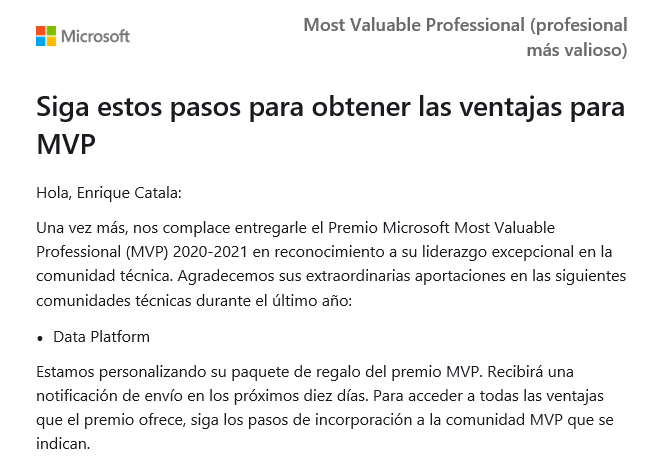 Microsoft
Most Valuable Professional (profesional
más valioso)
Siga estos pasos para obtener las ventajas para
MVP
Hola, Enrique Catala:
Una vez más, nos complace entregarle el Premio Microsoft Most Valuable
Professional (MVP) 2020-2021 en reconocimiento a su liderazgo excepcional en la
comunidad técnica. Agradecemos sus extraordinarias aportaciones en las siguientes
comunidades técnicas durante el último año:
• Data Platform
Estamos personalizando su paquete de regalo del premio MVP. Recibirá una
notificación de envío en los próximos diez días. Para acceder a todas las ventajas
que el premio ofrece, siga los pasos de incorporación a la comunidad MVP que se
indican.